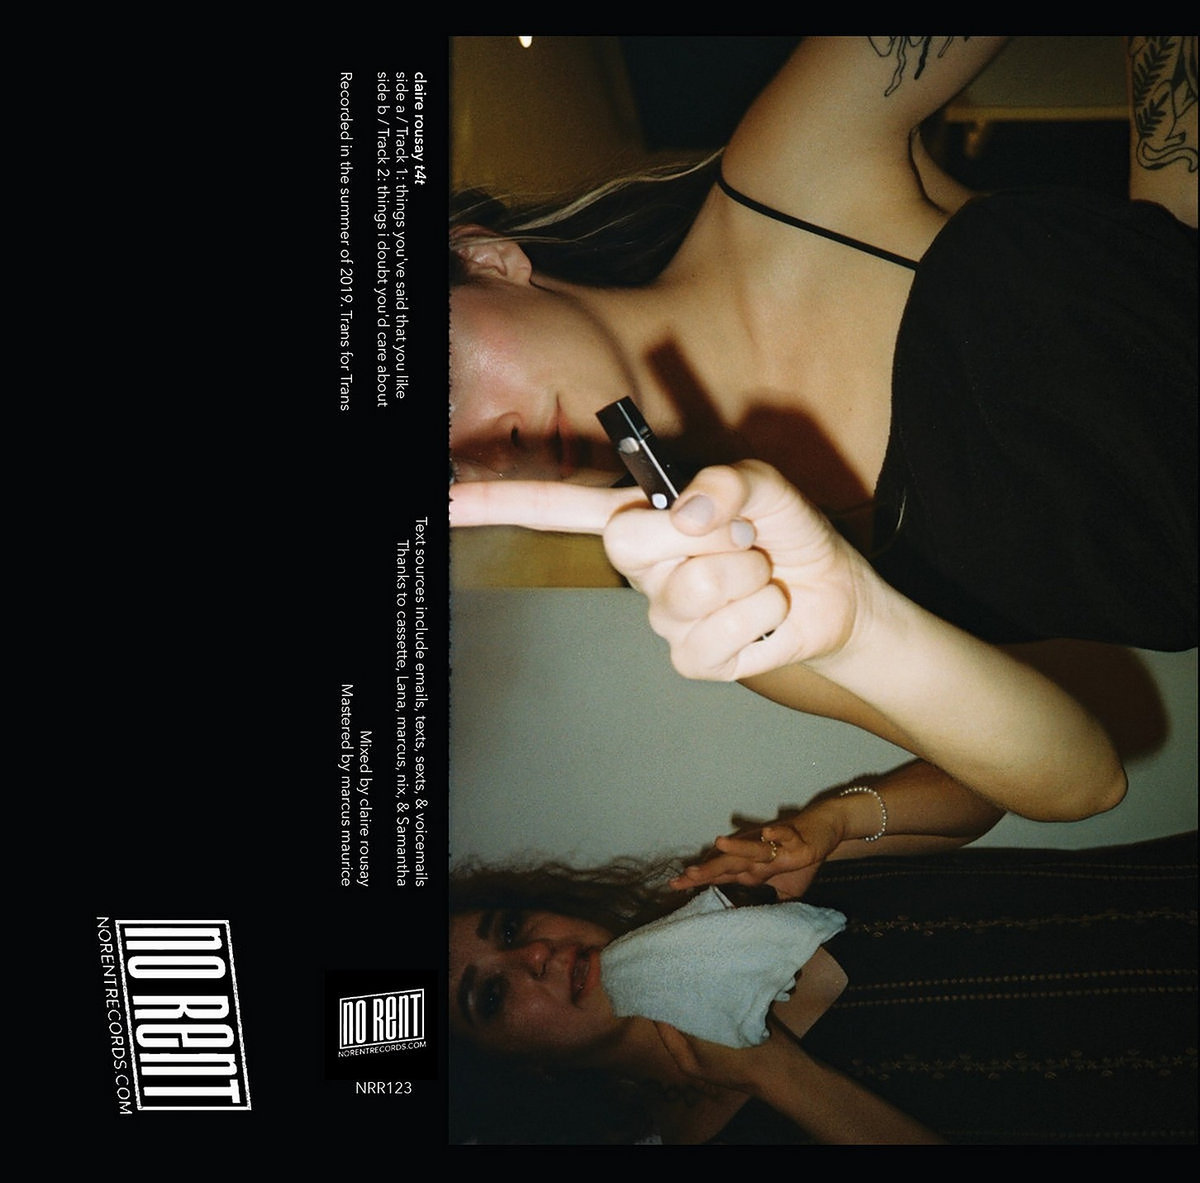 claire rousay t4t
side a / Track 1: things you've said that you like
side b / Track 2: things i doubt you'd care about
Recorded in the summer of 2019. Trans for Trans
Text sources include emails, texts, sexts, & voicemails
Thanks to cassette, Lana, marcus, nix, & Samantha
Mixed by claire rousay
Mastered by marcus maurice
NO RENT
NORENTRECORDS.COM
NRR123
NO RENT
NORENTRECORDS.COM